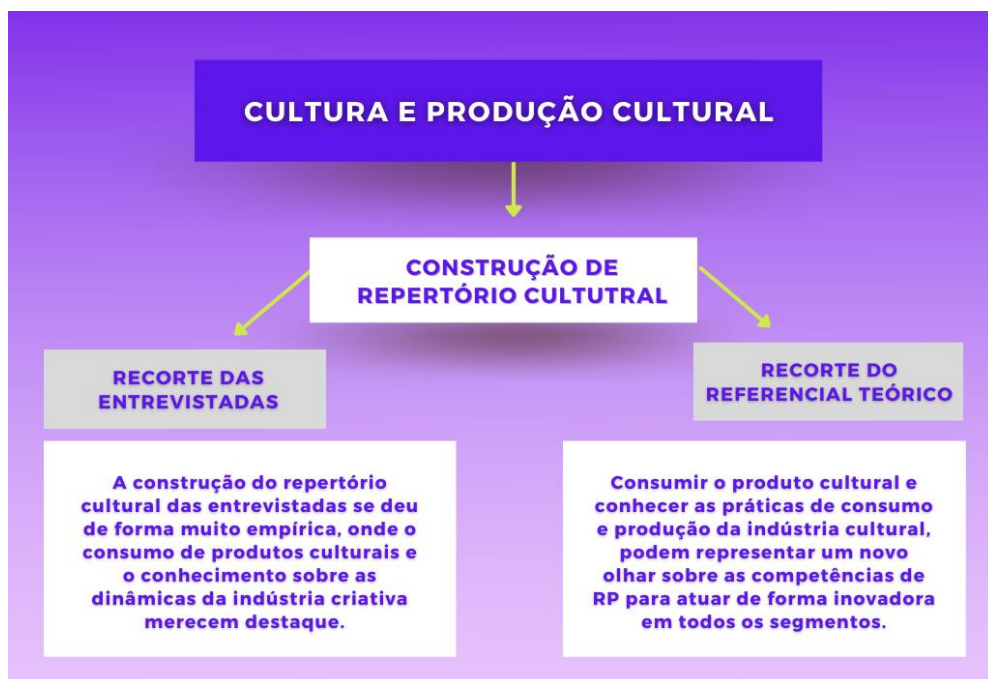 CULTURA E PRODUÇÃO CULTURAL
CONSTRUÇÃO DE
REPERTÓRIO CULTUTRAL
RECORTE DAS
ENTREVISTADAS
A construção do repertório
cultural das entrevistadas se deu
de forma muito empírica, onde o
consumo de produtos culturais e
o conhecimento sobre as
dinâmicas da indústria criativa
merecem destaque.
RECORTE DO
REFERENCIAL TEÓRICO
Consumir o produto cultural e
conhecer as práticas de consumo
e produção da indústria cultural,
podem representar um novo
olhar sobre as competências de
RP para atuar de forma inovadora
em todos os segmentos.